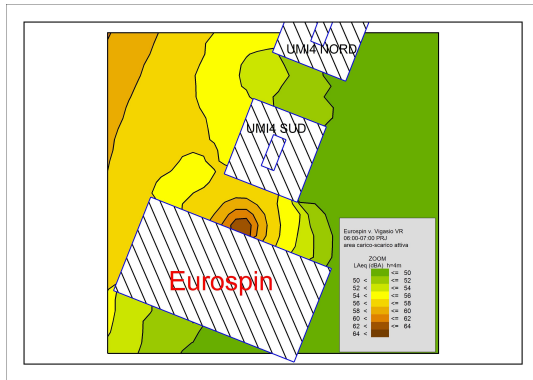 UMI4 NORD
UMI4 SUD
Eurospin
Eurospin v. Vigasio VR
06:00-07:00 PRJ
area carico-scarico attiva
ZOOM
LAeq (dBA) h=4m
<= 50
50 < <= 52
52 < <= 54
54 < <= 56
56 < <= 58
58 < <= 60
60 < <= 62
62 < <= 64
64 <